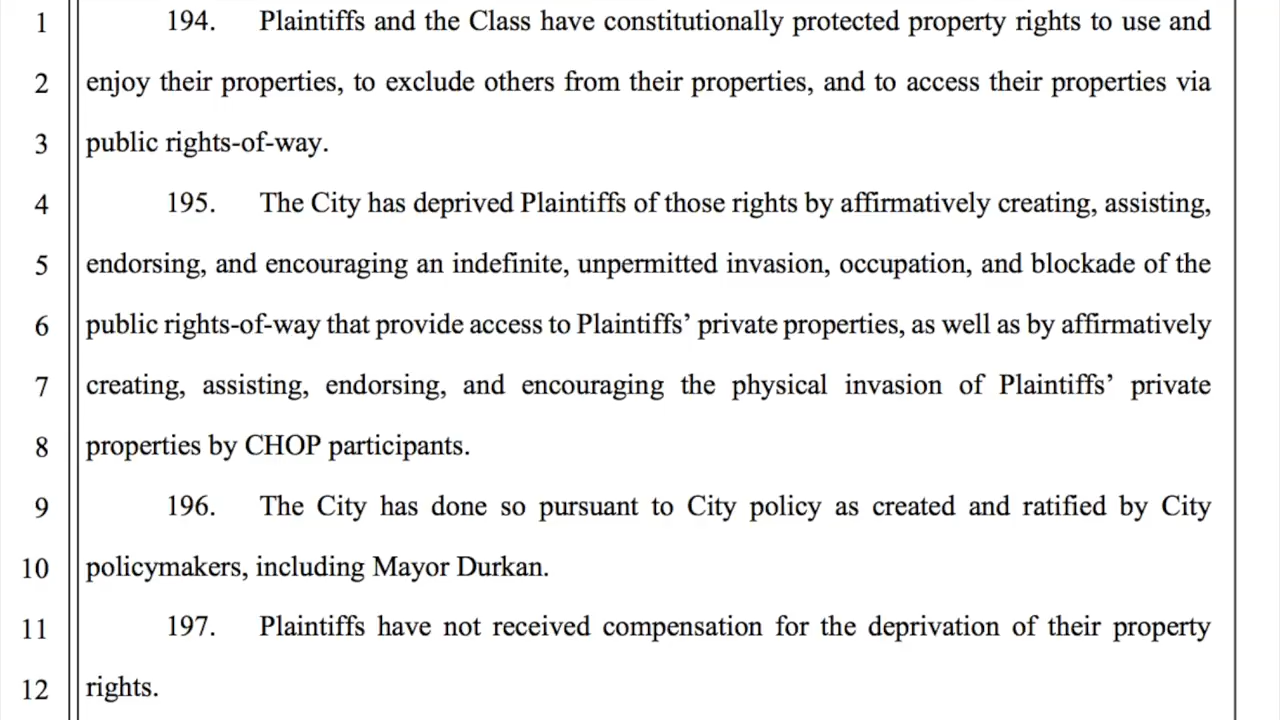 1 194. Plaintiffs and the Class have constitutionally protected property rights to use and
2 enjoy their properties, to exclude others from their properties, and to access their properties via
3 public rights-of-way.
4 195. The City has deprived Plaintiffs of those rights by affirmatively creating, assisting,
5 endorsing, and encouraging an indefinite, unpermitted invasion, occupation, and blockade of the
6 public rights-of-way that provide access to Plaintiffs’ private properties, as well as by affirmatively
7 creating, assisting, endorsing, and encouraging the physical invasion of Plaintiffs’ private
8 properties by CHOP participants.
9 196. The City has done so pursuant to City policy as created and ratified by City
10 policymakers, including Mayor Durkan.
11 197. Plaintiffs have not received compensation for the deprivation of their property
12 rights.